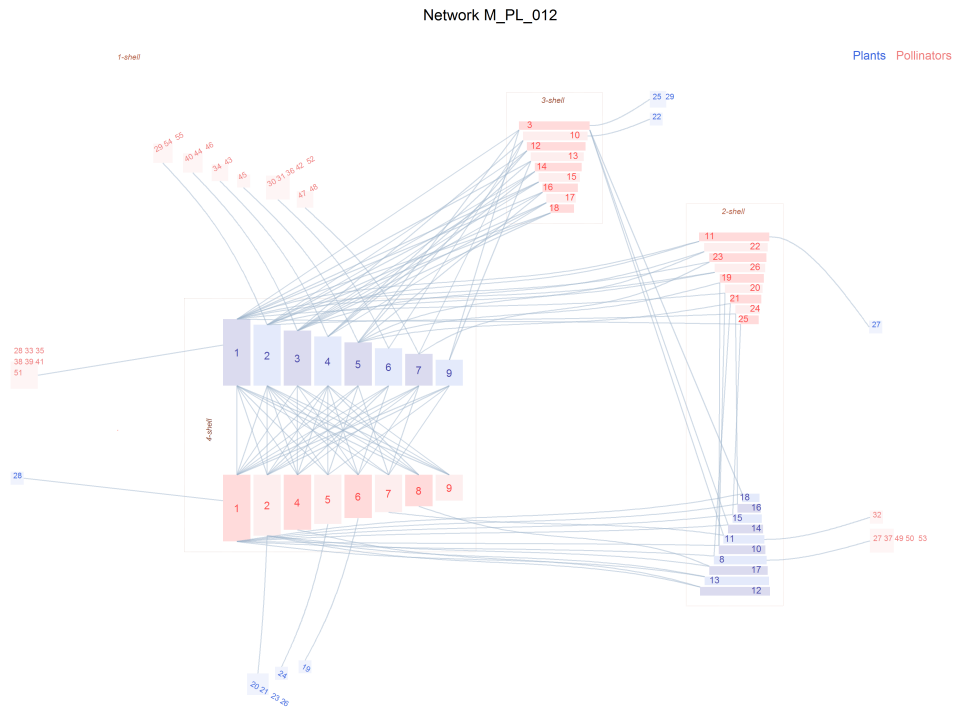 Network M_PL_012
1-shell
Plants Pollinators
3-shell
25 29
22
3
10
12
13
14
15
16
17
18
29 54 55
40 44 46
34 43
45
30 31 36 42 52
47 48
2-shell
11
22
23
26
19
20
21
24
25
27
28 33 35
38 39 41
51
1 2 3 4 5 6 7 9
4-shell
28
1 2 4 5 6 7 8 9
18
16
15
14
11
10
8
17
13
12
32
27 37 49 50 53
19
24
20 21 23 26